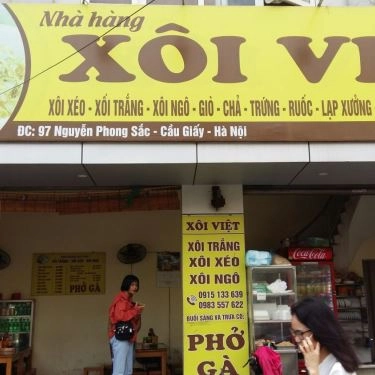 Nhà hàng
XÔI VIỆ
XÔI XÉO - XỐI TRẮNG - XÔI NGÔ - GIÒ - CHẢ - TRỨNG - RUỐC - LẠP XƯỞNG
ĐC: 97 Nguyễn Phong Sắc - Cầu Giấy - Hà Nội
XÔI VIỆT
XÔI TRẮNG
XÔI XÉO
XÔI NGÔ
0915 133 639
0983 557 622
BUỔI SÁNG VÀ TRƯA CÓ:
PHỞ
GÀ
PHỞ GÀ
Coca-Cola